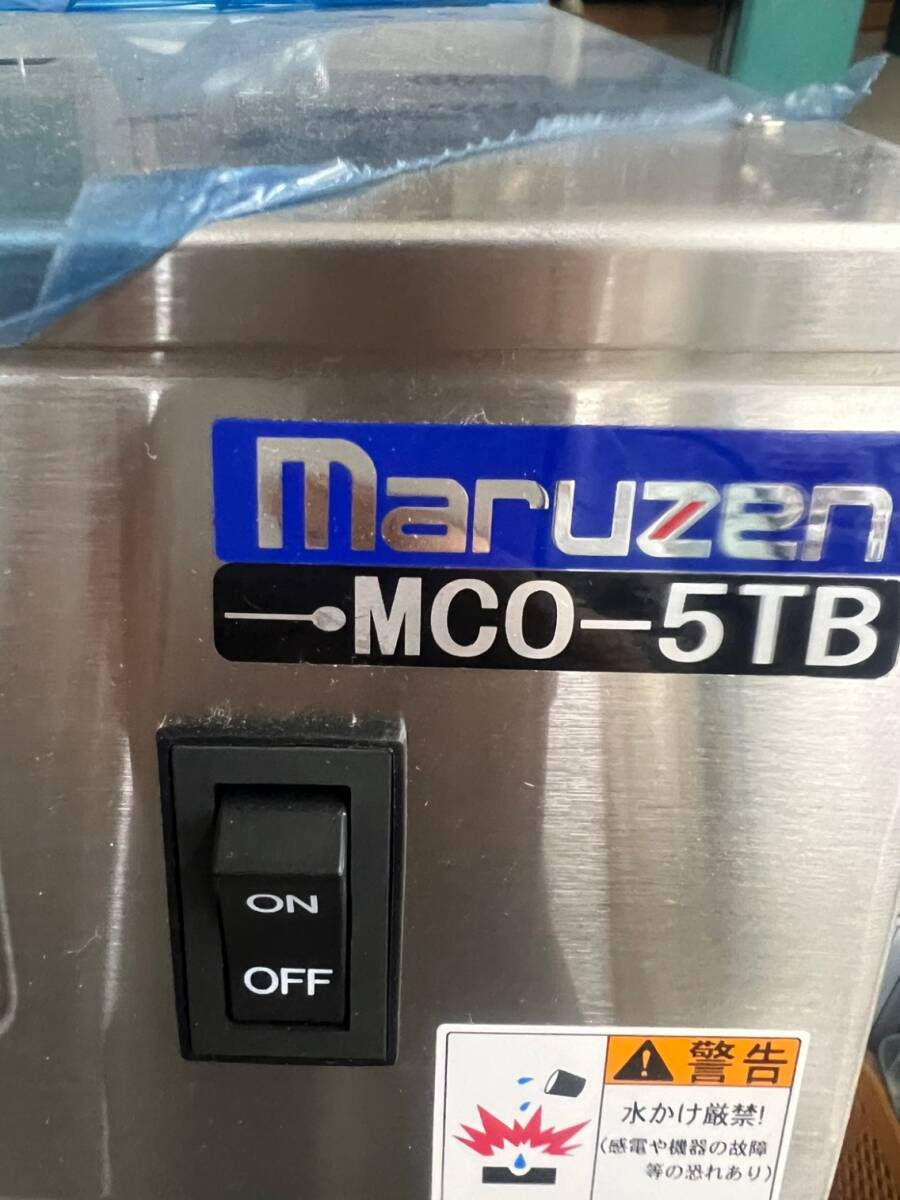 maruzen
MCO-5TB
ON
OFF
警告
水かけ厳禁!
(感電や機器の故障
等の恐れあり)